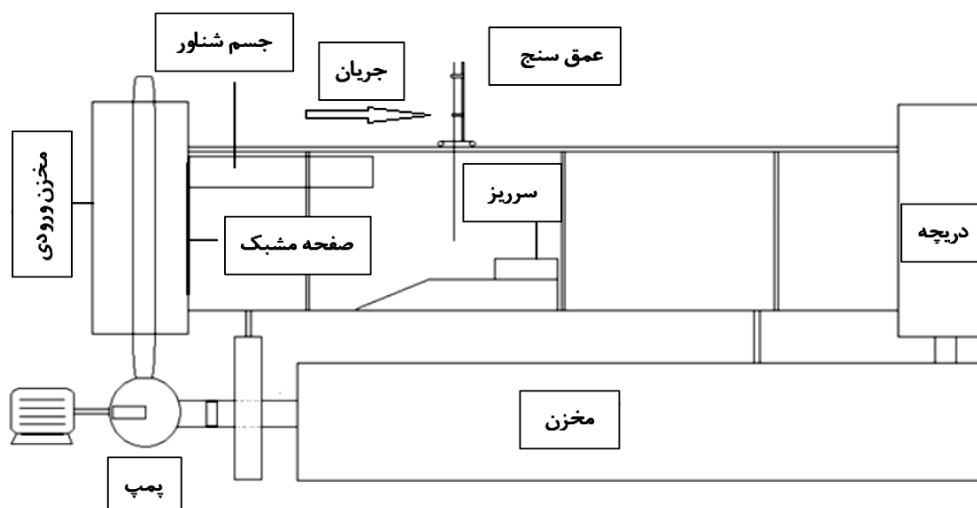 جسم شناور
عمق سنج
جریان
مخزن ورودی
سرریز
دریچه
صفحه مشبک
مخزن
پمپ